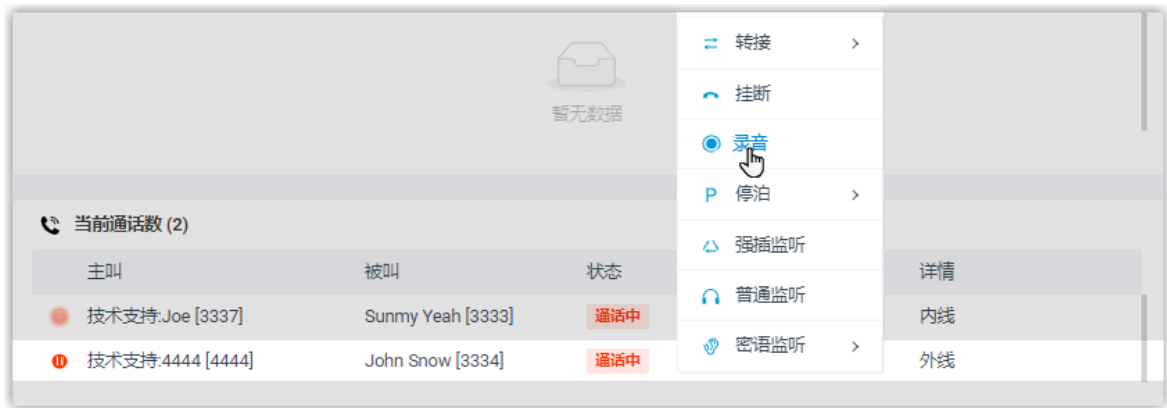 转接
挂断
暂无数据
录音
P 停泊
强插监听
普通监听
密语监听
当前通话数 (2)
主叫 被叫 状态 详情
技术支持:Joe [3337] Sunmy Yeah [3333] 通话中 内线
技术支持:4444 [4444] John Snow [3334] 通话中 外线